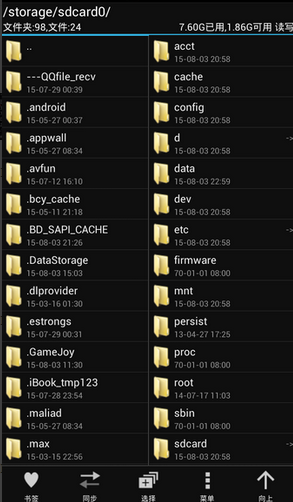 /storage/sdcard0/
文件夹:98,文件:24
7.60G已用,1.86G可用 读写
..
---QQfile_recv
15-07-29 00:39
.android
15-05-27 00:37
.appwall
15-05-27 08:34
.avfun
15-07-12 16:10
.bcy_cache
15-05-11 21:18
.BD_SAPI_CACHE
15-08-03 21:26
.DataStorage
15-08-03 15:03
.dlprovider
15-03-16 01:30
.estrongs
15-07-29 00:31
.GameJoy
15-08-03 11:30
.iBook_tmp123
15-07-28 23:54
.maliad
15-05-27 08:34
.max
15-03-15 22:56
acct
15-08-03 20:58
cache
15-08-03 20:58
config
15-08-03 20:58
d
15-08-03 20:58
->
data
15-08-03 22:59
dev
15-08-03 20:58
etc
15-08-03 20:58
->
firmware
70-01-01 08:00
mnt
15-08-03 20:58
persist
13-04-27 17:25
proc
70-01-01 08:00
root
14-07-17 11:03
sbin
70-01-01 08:00
sdcard
15-08-03 20:58
->
书签
同步
选择
菜单
向上